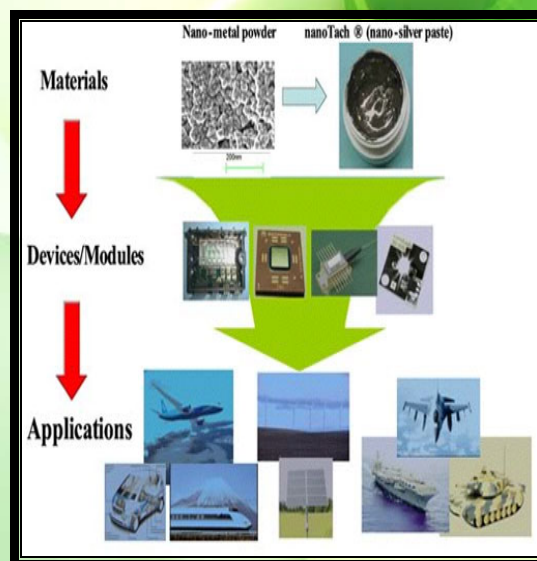 Nano-metal powder
nanoTach ® (nano-silver paste)
Materials
200nm
Devices/Modules
Applications